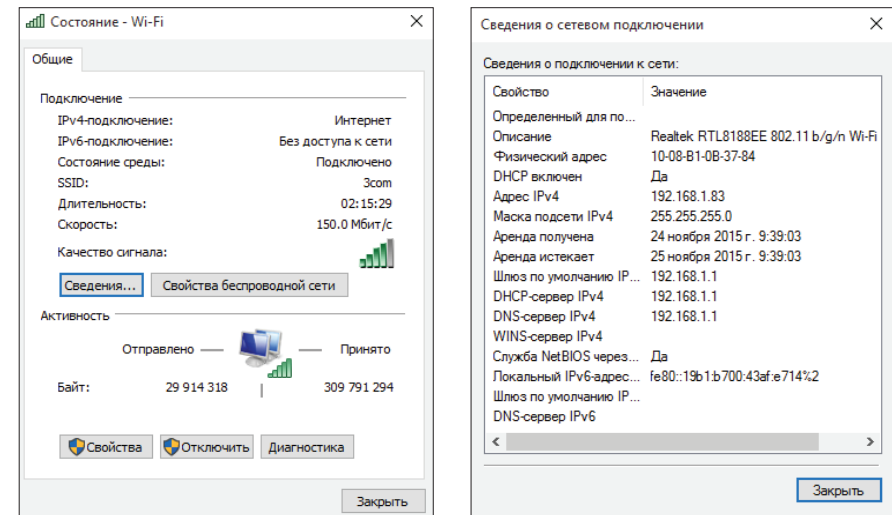 Состояние - Wi-Fi
Общие
Подключение
IPv4-подключение: Интернет
IPv6-подключение: Без доступа к сети
Состояние среды: Подключено
SSID: 3com
Длительность: 02:15:29
Скорость: 150.0 Мбит/с
Качество сигнала:
Сведения... Свойства беспроводной сети
Активность
Отправлено — — Принято
Байт: 29 914 318 | 309 791 294
Свойства Отключить Диагностика
Закрыть
Сведения о сетевом подключении
Сведения о подключении к сети:
Свойство Значение
Определенный для по...
Описание Realtek RTL8188EE 802.11 b/g/n Wi-Fi
Физический адрес 10-08-B1-0B-37-84
DHCP включен Да
Адрес IPv4 192.168.1.83
Маска подсети IPv4 255.255.255.0
Аренда получена 24 ноября 2015 г. 9:39:03
Аренда истекает 25 ноября 2015 г. 9:39:03
Шлюз по умолчанию IP... 192.168.1.1
DHCP-сервер IPv4 192.168.1.1
DNS-сервер IPv4 192.168.1.1
WINS-сервер IPv4
Служба NetBIOS через... Да
Локальный IPv6-адрес... fe80::19b1:b700:43af:e714%2
Шлюз по умолчанию IP...
DNS-сервер IPv6
Закрыть